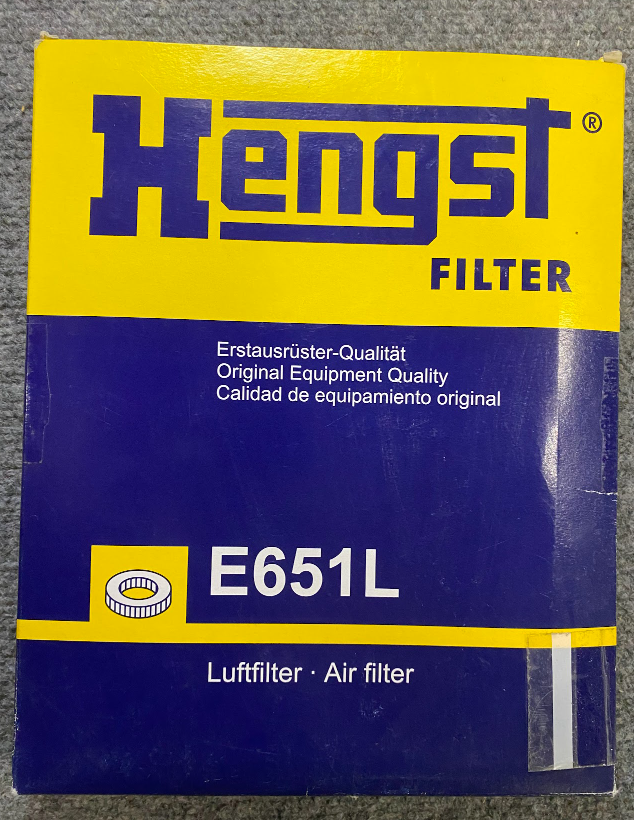 Hengst®
FILTER
Erstausrüster-Qualität
Original Equipment Quality
Calidad de equipamiento original
E651L
Luftfilter · Air filter